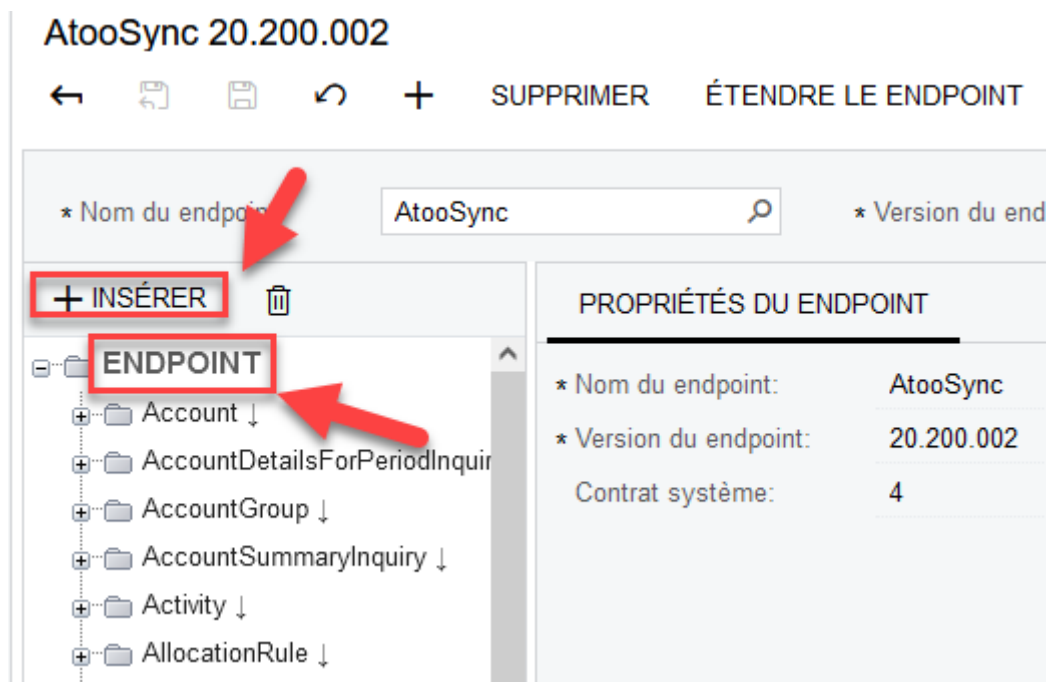 AtooSync 20.200.002
SUPPRIMER ÉTENDRE LE ENDPOINT
* Nom du endpoin AtooSync * Version du end
INSÉRER
PROPRIÉTÉS DU ENDPOINT
ENDPOINT
Account ↓
* Nom du endpoint: AtooSync
AccountDetailsForPeriodInquir
* Version du endpoint: 20.200.002
AccountGroup ↓
Contrat système: 4
AccountSummaryInquiry ↓
Activity ↓
AllocationRule ↓